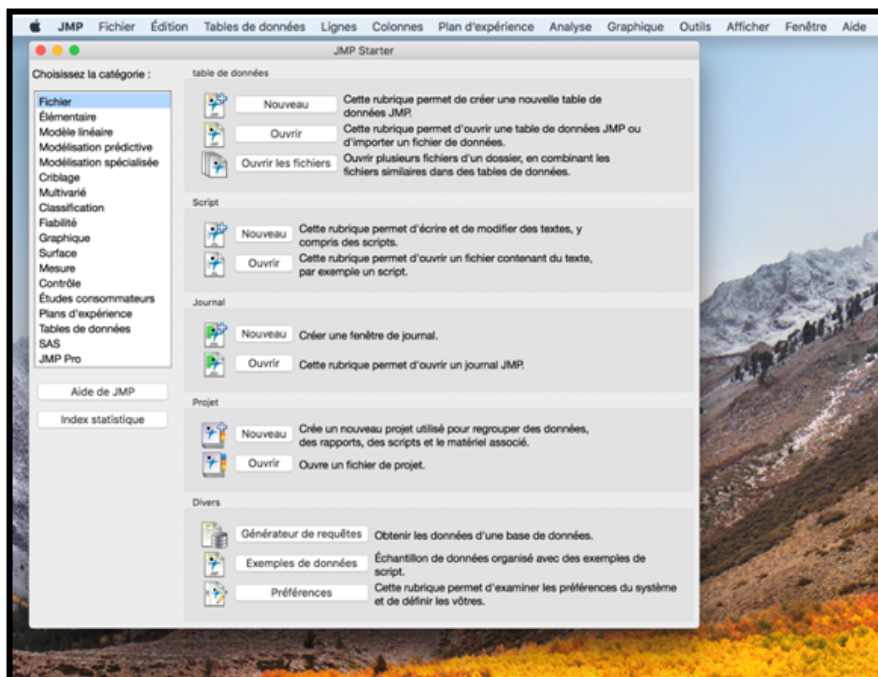 JMP Fichier Édition Tables de données Lignes Colonnes Plan d'expérience Analyse Graphique Outils Afficher Fenêtre Aide
JMP Starter
Choisissez la catégorie :
Fichier
Élémentaire
Modèle linéaire
Modélisation prédictive
Modélisation spécialisée
Criblage
Multivarié
Classification
Fiabilité
Graphique
Surface
Mesure
Contrôle
Études consommateurs
Plans d'expérience
Tables de données
SAS
JMP Pro
Aide de JMP
Index statistique
table de données
Nouveau
Cette rubrique permet de créer une nouvelle table de
données JMP.
Ouvrir
Cette rubrique permet d'ouvrir une table de données JMP ou
d'importer un fichier de données.
Ouvrir les fichiers
Ouvrir plusieurs fichiers d'un dossier, en combinant les
fichiers similaires dans des tables de données.
Script
Nouveau
Cette rubrique permet d'écrire et de modifier des textes, y
compris des scripts.
Ouvrir
Cette rubrique permet d'ouvrir un fichier contenant du texte,
par exemple un script.
Journal
Nouveau
Créer une fenêtre de journal.
Ouvrir
Cette rubrique permet d'ouvrir un journal JMP.
Projet
Nouveau
Crée un nouveau projet utilisé pour regrouper des données,
des rapports, des scripts et le matériel associé.
Ouvrir
Ouvre un fichier de projet.
Divers
Générateur de requêtes
Obtenir les données d'une base de données.
Exemples de données
Échantillon de données organisé avec des exemples de
script.
Préférences
Cette rubrique permet d'examiner les préférences du système
et de définir les vôtres.